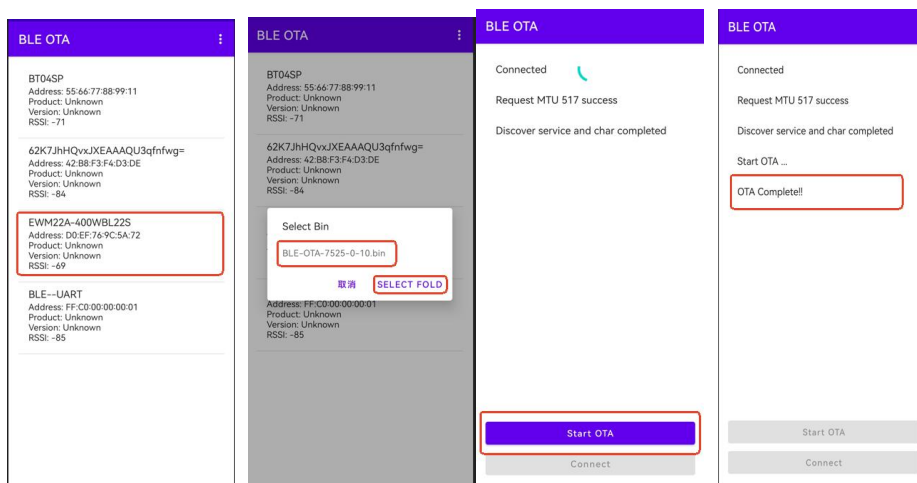 BLE OTA
BT04SP
Address: 55:66:77:88:99:11
Product: Unknown
Version: Unknown
RSSI: -71
62K7JhHQvxJXEAAAQU3qfnfwg=
Address: 42:B8:F3:F4:D3:DE
Product: Unknown
Version: Unknown
RSSI: -84
EWM22A-400WBL22S
Address: D0:EF:76:9C:5A:72
Product: Unknown
Version: Unknown
RSSI: -69
BLE--UART
Address: FF:C0:00:00:00:01
Product: Unknown
Version: Unknown
RSSI: -85
BLE OTA
BT04SP
Address: 55:66:77:88:99:11
Product: Unknown
Version: Unknown
RSSI: -71
62K7JhHQvxJXEAAAQU3qfnfwg=
Address: 42:B8:F3:F4:D3:DE
Product: Unknown
Version: Unknown
RSSI: -84
Select Bin
BLE-OTA-7525-0-10.bin
取消 SELECT FOLD
Address: FF:C0:00:00:00:01
Product: Unknown
Version: Unknown
RSSI: -85
BLE OTA
Connected
Request MTU 517 success
Discover service and char completed
Start OTA
Connect
BLE OTA
Connected
Request MTU 517 success
Discover service and char completed
Start OTA ...
OTA Complete!!
Start OTA
Connect